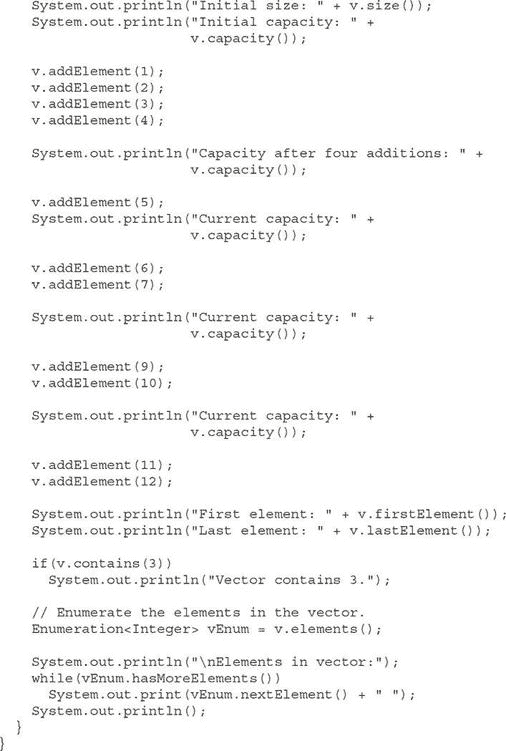 System.out.println("Initial size: " + v.size());
System.out.println("Initial capacity: " +
v.capacity());
v.addElement(1);
v.addElement(2);
v.addElement(3);
v.addElement(4);
System.out.println("Capacity after four additions: " +
v.capacity());
v.addElement(5);
System.out.println("Current capacity: " +
v.capacity());
v.addElement(6);
v.addElement(7);
System.out.println("Current capacity: " +
v.capacity());
v.addElement(9);
v.addElement(10);
System.out.println("Current capacity: " +
v.capacity());
v.addElement(11);
v.addElement(12);
System.out.println("First element: " + v.firstElement());
System.out.println("Last element: " + v.lastElement());
if(v.contains(3))
System.out.println("Vector contains 3.");
// Enumerate the elements in the vector.
Enumeration<Integer> vEnum = v.elements();
System.out.println("\nElements in vector:");
while(vEnum.hasMoreElements())
System.out.print(vEnum.nextElement() + " ");
System.out.println();
}
}